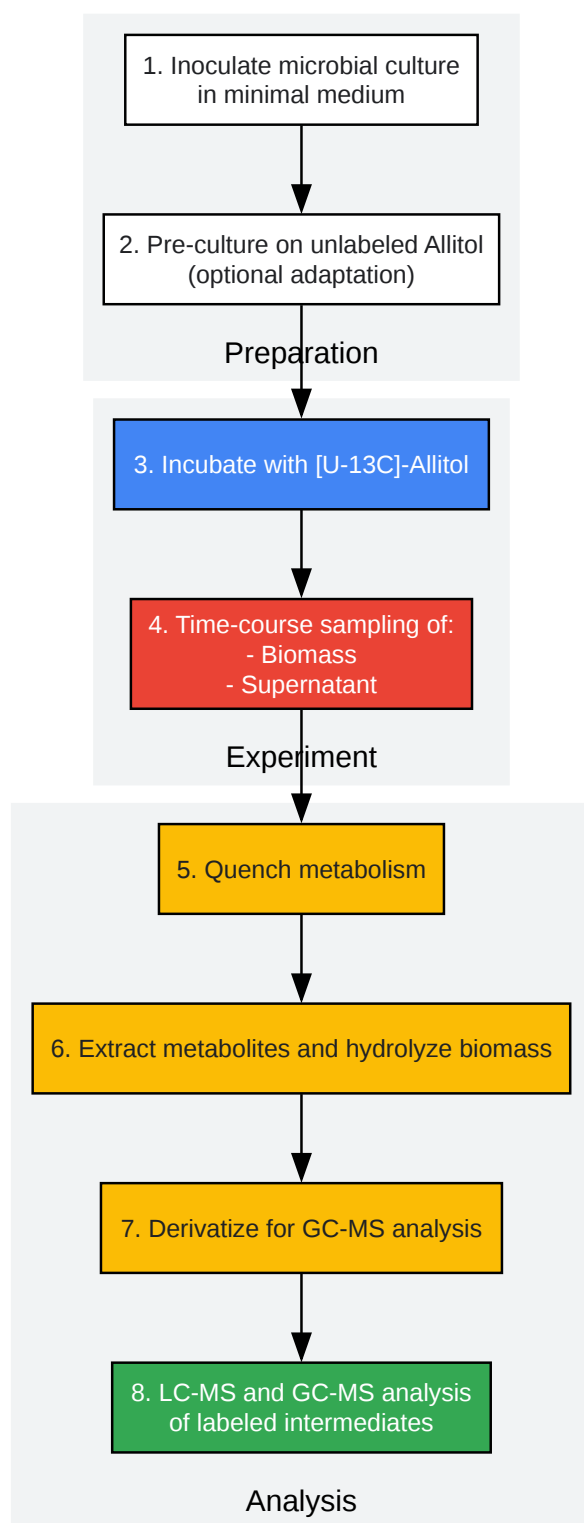 1. Inoculate microbial culture
in minimal medium
2. Pre-culture on unlabeled Allitol
(optional adaptation)
Preparation
3. Incubate with [U-13C]-Allitol
4. Time-course sampling of:
- Biomass
- Supernatant
Experiment
5. Quench metabolism
6. Extract metabolites and hydrolyze biomass
7. Derivatize for GC-MS analysis
8. LC-MS and GC-MS analysis
of labeled intermediates
Analysis